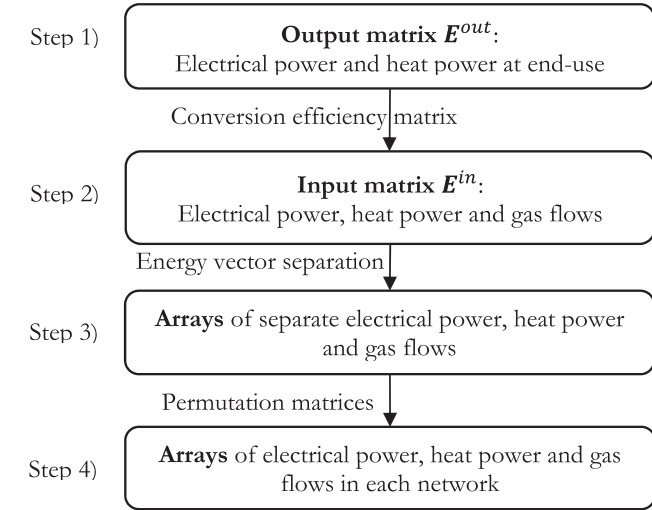 Step 1)
Output matrix E^out:
Electrical power and heat power at end-use
Conversion efficiency matrix
Step 2)
Input matrix E^in:
Electrical power, heat power and gas flows
Energy vector separation
Step 3)
Arrays of separate electrical power, heat power
and gas flows
Permutation matrices
Step 4)
Arrays of electrical power, heat power and gas
flows in each network